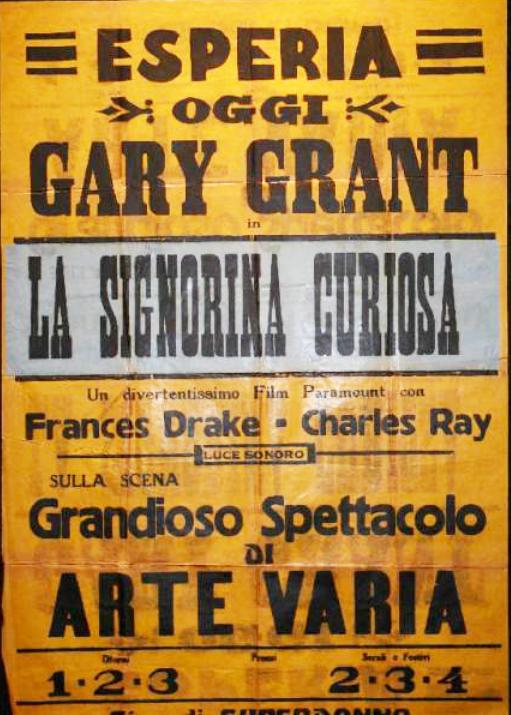 ESPERIA
OGGI
GARY GRANT
in
LA SIGNORINA CURIOSA
Un divertentissimo Film Paramount con
Frances Drake - Charles Ray
LUCE SONORO
SULLA SCENA
Grandioso Spettacolo
DI
ARTE VARIA
Diurni Prezzi Serali e Festivi
1·2·3 2·3·4
di